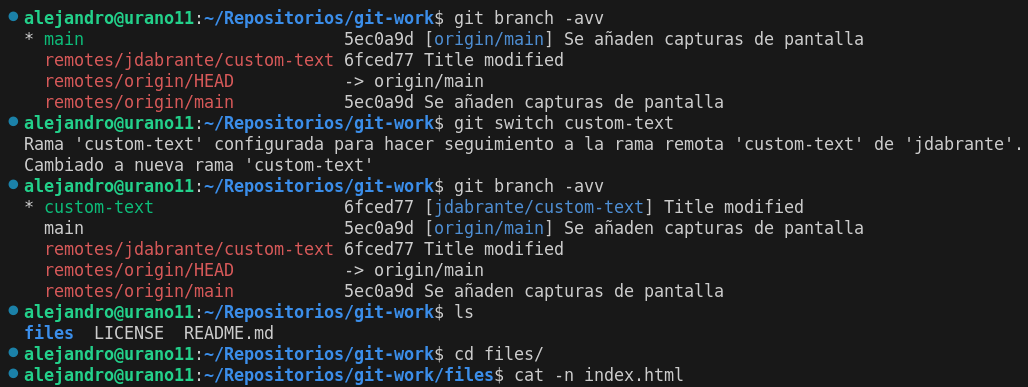 alejandro@urano11:~/Repositorios/git-work$ git branch -avv
* main                          5ec0a9d [origin/main] Se añaden capturas de pantalla
  remotes/jdabrante/custom-text 6fced77 Title modified
  remotes/origin/HEAD           -> origin/main
  remotes/origin/main           5ec0a9d Se añaden capturas de pantalla
alejandro@urano11:~/Repositorios/git-work$ git switch custom-text
Rama 'custom-text' configurada para hacer seguimiento a la rama remota 'custom-text' de 'jdabrante'.
Cambiado a nueva rama 'custom-text'
alejandro@urano11:~/Repositorios/git-work$ git branch -avv
* custom-text                   6fced77 [jdabrante/custom-text] Title modified
  main                          5ec0a9d [origin/main] Se añaden capturas de pantalla
  remotes/jdabrante/custom-text 6fced77 Title modified
  remotes/origin/HEAD           -> origin/main
  remotes/origin/main           5ec0a9d Se añaden capturas de pantalla
alejandro@urano11:~/Repositorios/git-work$ ls
files  LICENSE  README.md
alejandro@urano11:~/Repositorios/git-work$ cd files/
alejandro@urano11:~/Repositorios/git-work/files$ cat -n index.html